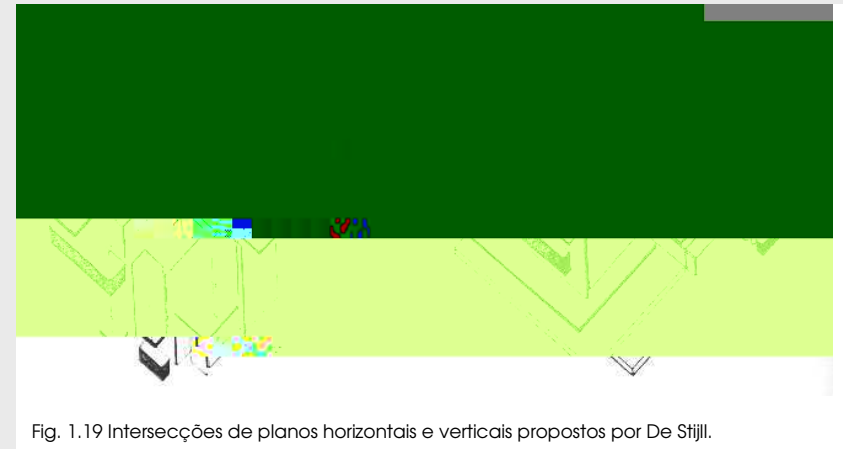 Fig. 1.19 Intersecções de planos horizontais e verticais propostos por De Stijll.